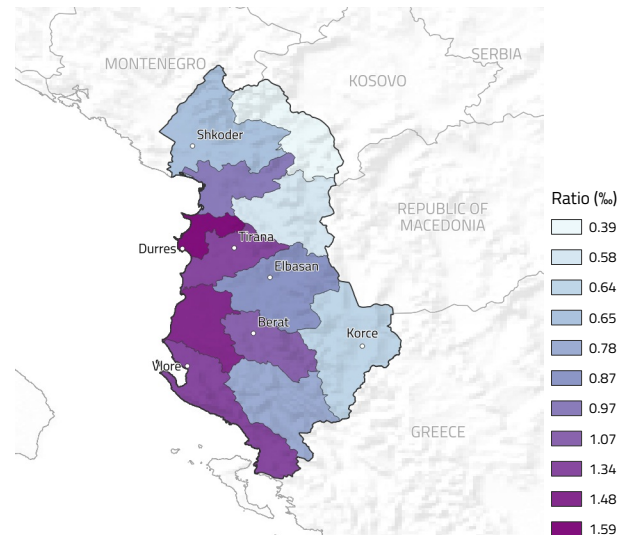 MONTENEGRO
SERBIA
KOSOVO
Shkoder
REPUBLIC OF
MACEDONIA
Durres
Tirana
Elbasan
Berat
Korce
Vlore
GREECE
Ratio (‰)
0.39
0.58
0.64
0.65
0.78
0.87
0.97
1.07
1.34
1.48
1.59